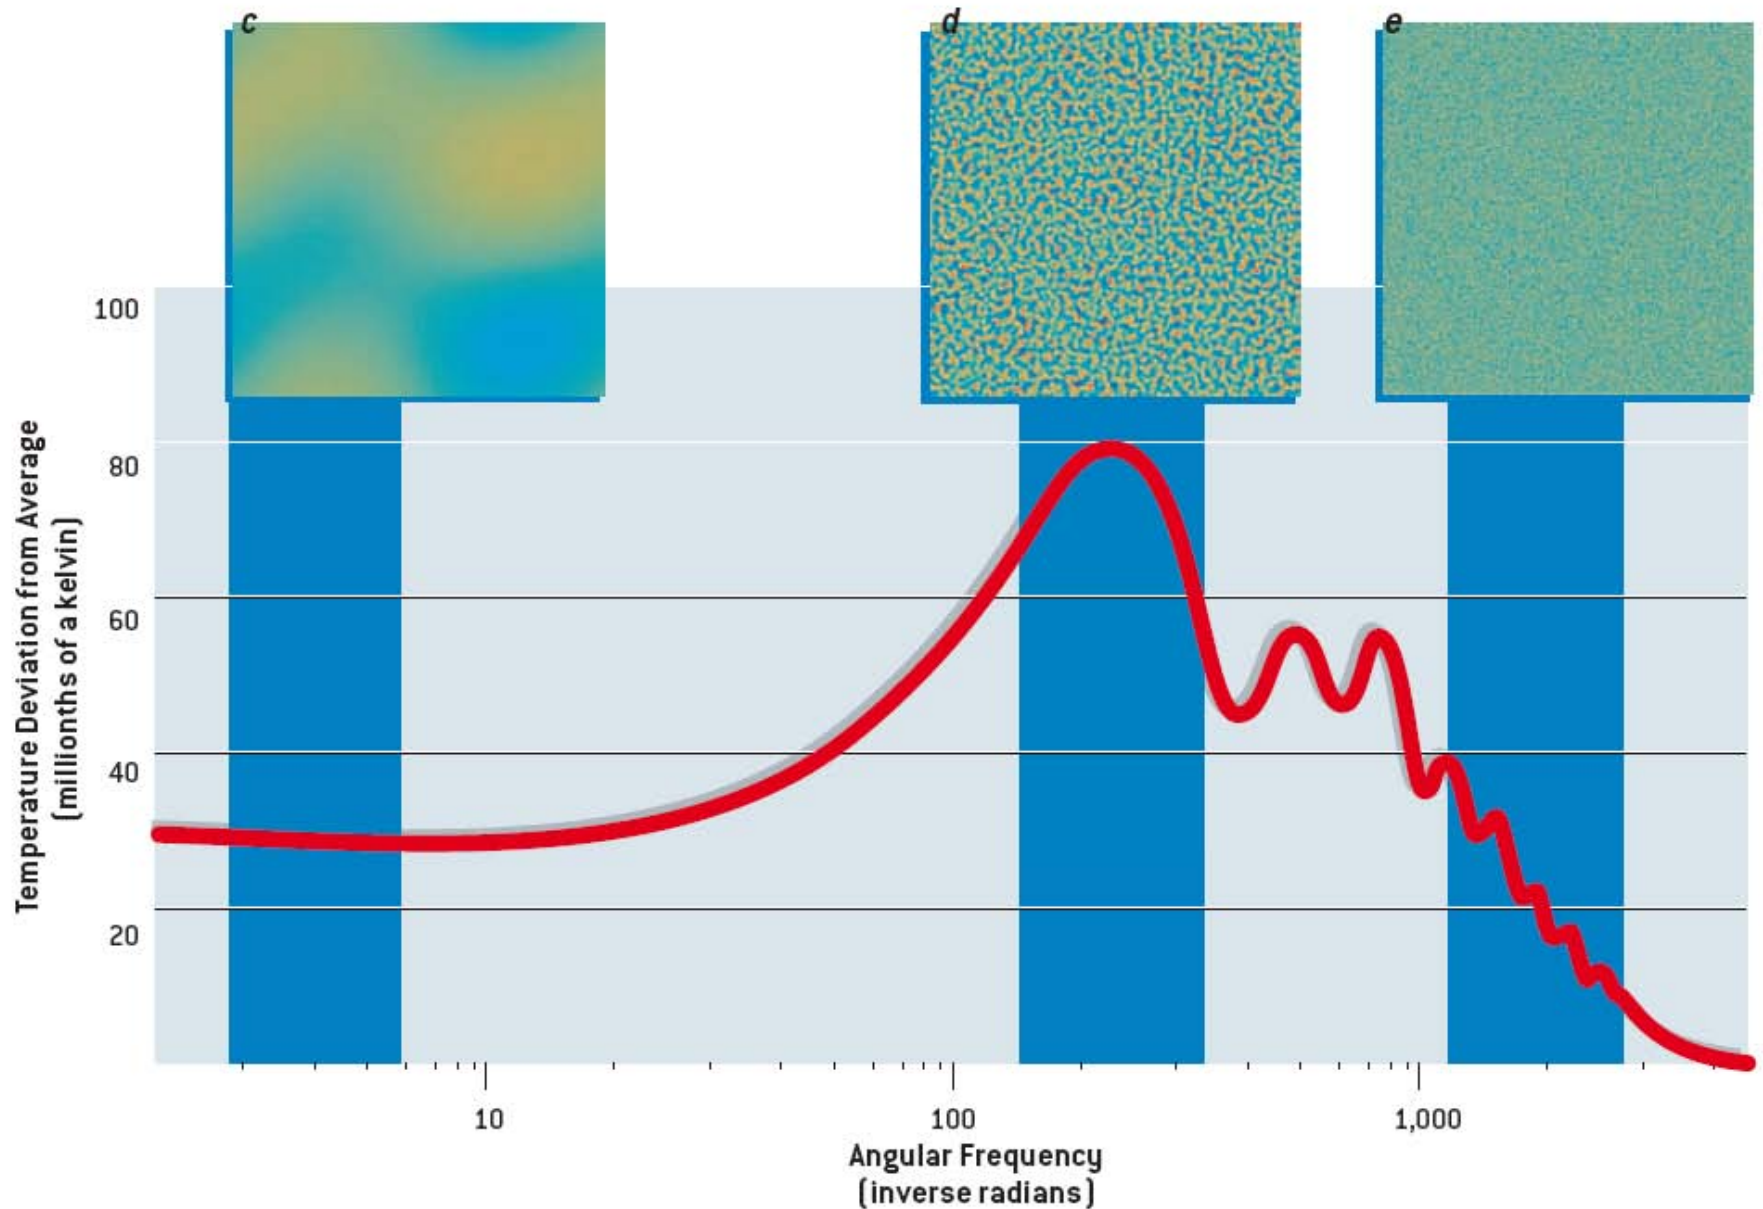 c
d
e
100
80
60
40
20
Temperature Deviation from Average
(millionths of a kelvin)
10
100
1,000
Angular Frequency
(inverse radians)